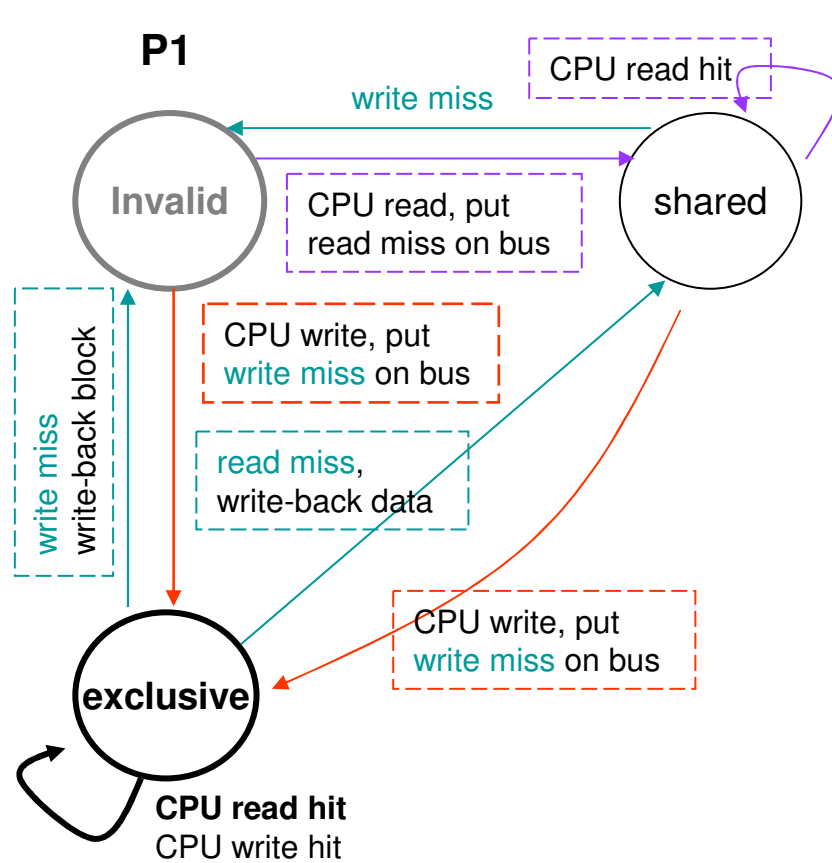 P1
CPU read hit
write miss
Invalid
shared
CPU read, put
read miss on bus
CPU write, put
write miss on bus
write miss
write-back block
read miss,
write-back data
CPU write, put
write miss on bus
exclusive
CPU read hit
CPU write hit